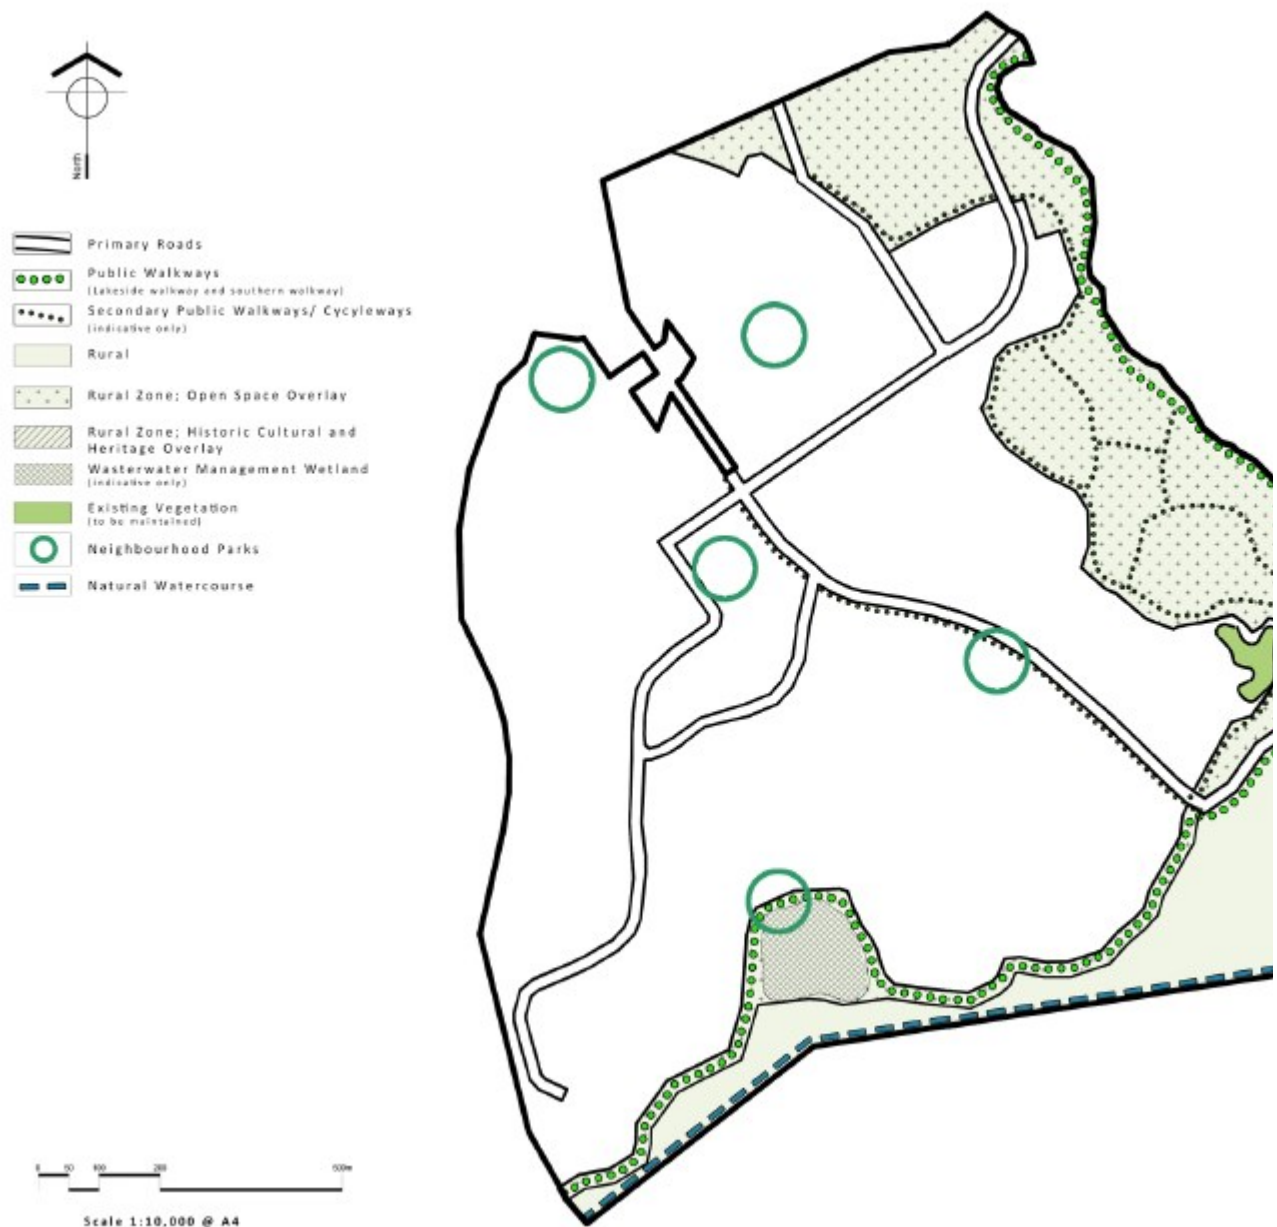 North
Primary Roads
Public Walkways
(Lakeside walkway and southern walkway)
Secondary Public Walkways/ Cycyleways
(indicative only)
Rural
Rural Zone; Open Space Overlay
Rural Zone; Historic Cultural and
Heritage Overlay
Wasterwater Management Wetland
(indicative only)
Existing Vegetation
(to be maintained)
Neighbourhood Parks
Natural Watercourse
0 50 100 200 500m
Scale 1:10,000 @ A4